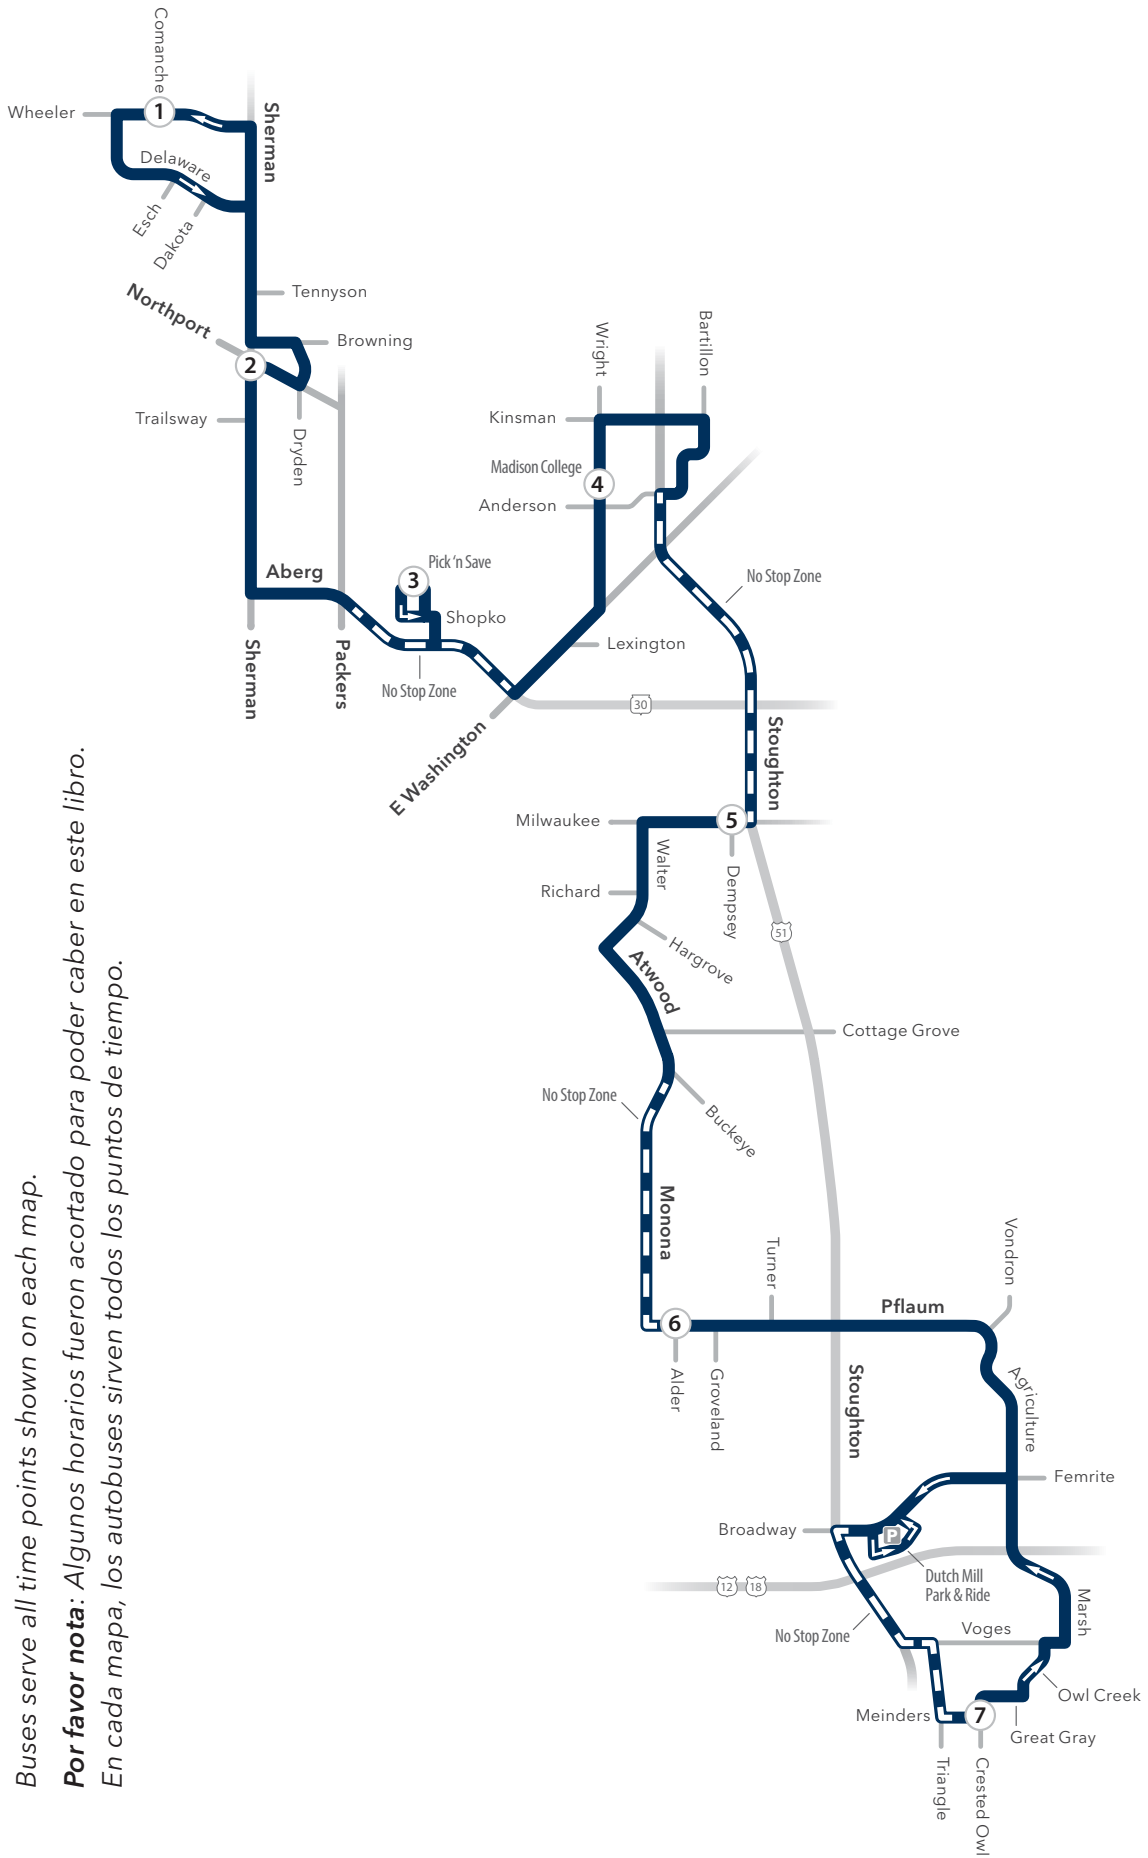 Comanche
Wheeler
1
Sherman
Delaware
Esch
Dakota
Tennyson
Northport
Browning
2
Trailsway
Dryden
Wright
Bartillon
Kinsman
Madison College
4
Anderson
Aberg
Pick ‘n Save
3
Shopko
No Stop Zone
Lexington
Sherman
Packers
No Stop Zone
30
E Washington
Stoughton
Milwaukee
5
Walter
Dempsey
Richard
51
Hargrove
Atwood
Cottage Grove
No Stop Zone
Buckeye
Monona
Turner
Vondron
Pflaum
6
Alder
Groveland
Stoughton
Agriculture
Femrite
Broadway
P
Dutch Mill
Park & Ride
12
18
Marsh
No Stop Zone
Voges
Owl Creek
Meinders
7
Great Gray
Triangle
Crested Owl
Buses serve all time points shown on each map.
Por favor nota: Algunos horarios fueron acortado para poder caber en este libro.
En cada mapa, los autobuses sirven todos los puntos de tiempo.